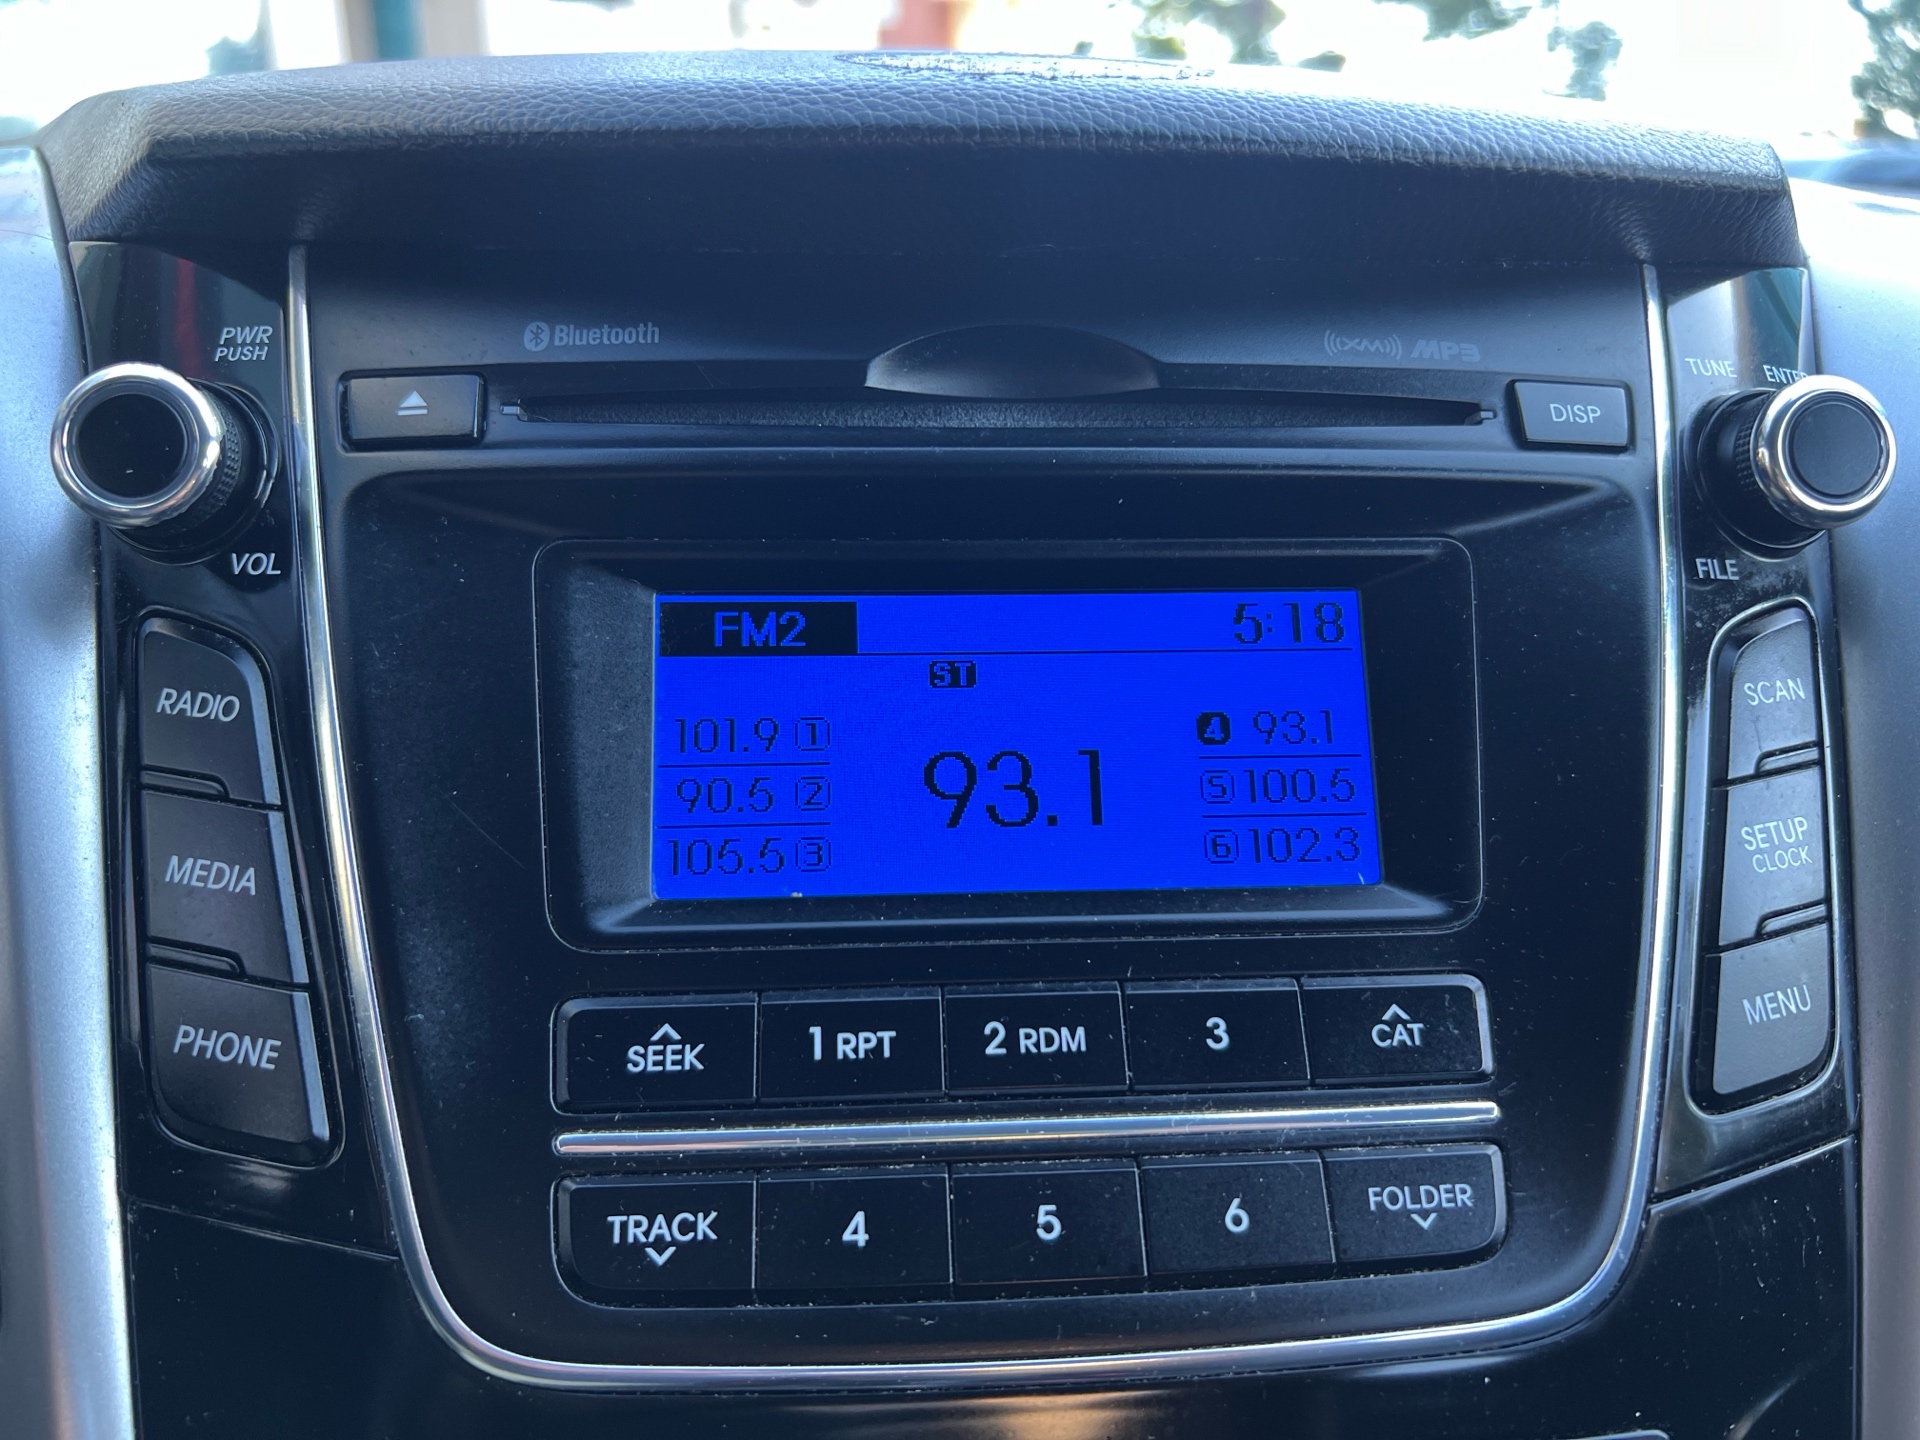 Bluetooth
XM MP3
PWR
PUSH
TUNE
ENTER
DISP
VOL
FILE
FM2
5:18
ST
101.9 1
90.5 2
105.5 3
93.1
4 93.1
5 100.5
6 102.3
RADIO
MEDIA
PHONE
SCAN
SETUP
CLOCK
MENU
SEEK
1 RPT
2 RDM
3
CAT
TRACK
4
5
6
FOLDER